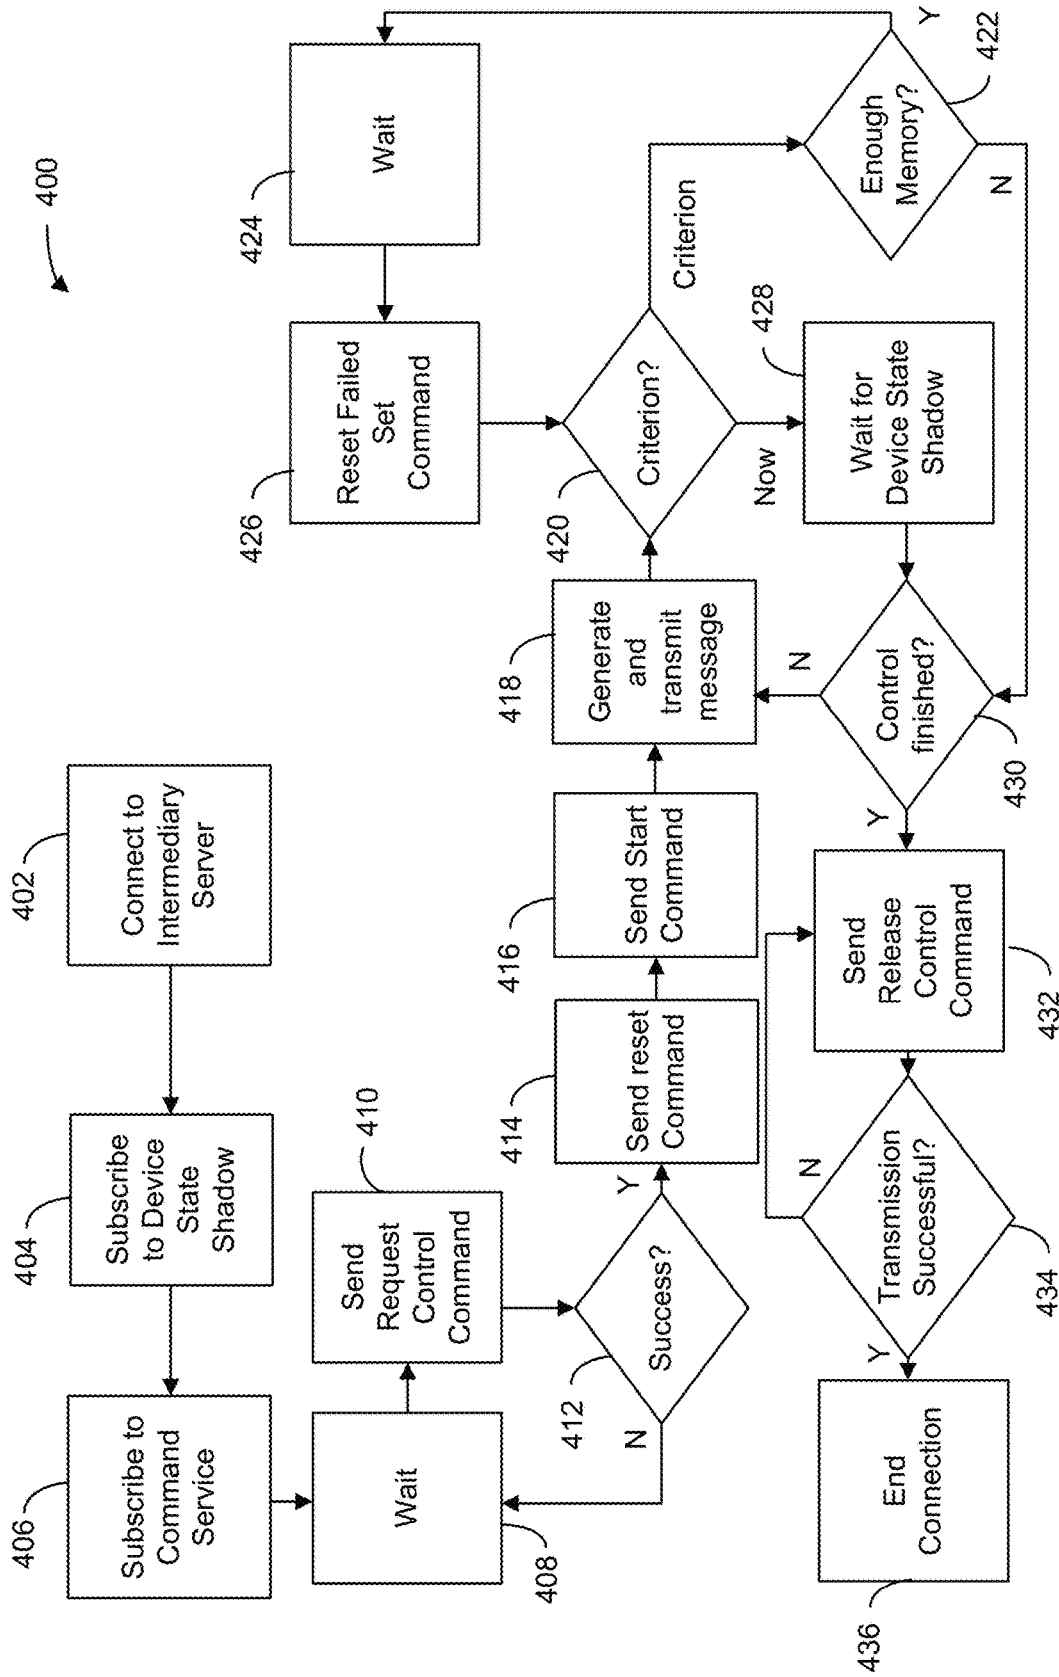 400
402
Connect to
Intermediary
Server
404
Subscribe
to Device
State
Shadow
406
Subscribe to
Command
Service
408
Wait
410
Send
Request
Control
Command
412
Success?
N
Y
414
Send reset
Command
416
Send Start
Command
418
Generate
and
transmit
message
420
Criterion?
Criterion
Now
422
Enough
Memory?
Y
N
424
Wait
426
Reset Failed
Set
Command
428
Wait for
Device State
Shadow
430
Control
finished?
N
Y
432
Send
Release
Control
Command
434
Transmission
Successful?
N
Y
436
End
Connection